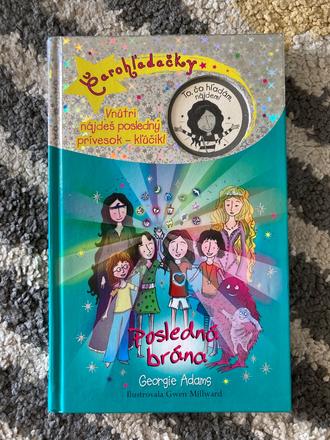 Čarohľadačky
Vnútri
nájdeš posledný
prívesok – kľúčik!
To, čo hľadám,
nájdem!
Posledná
brána
Georgie Adams
Ilustrovala Gwen Millward